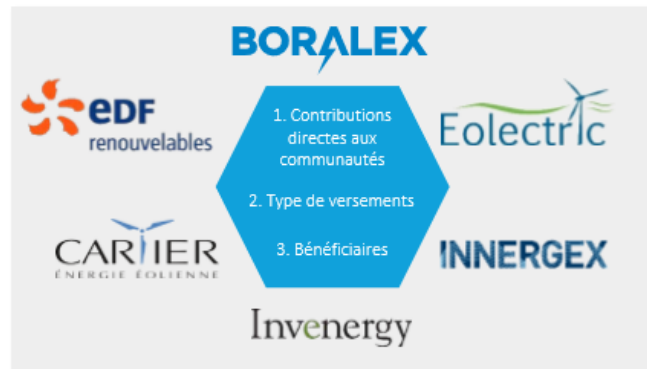 BORALEX
eDF
renouvelables
Eolectric
1. Contributions
directes aux
communautés
2. Type de versements
3. Bénéficiaires
CARTIER
ÉNERGIE ÉOLIENNE
INNERGEX
Invenergy